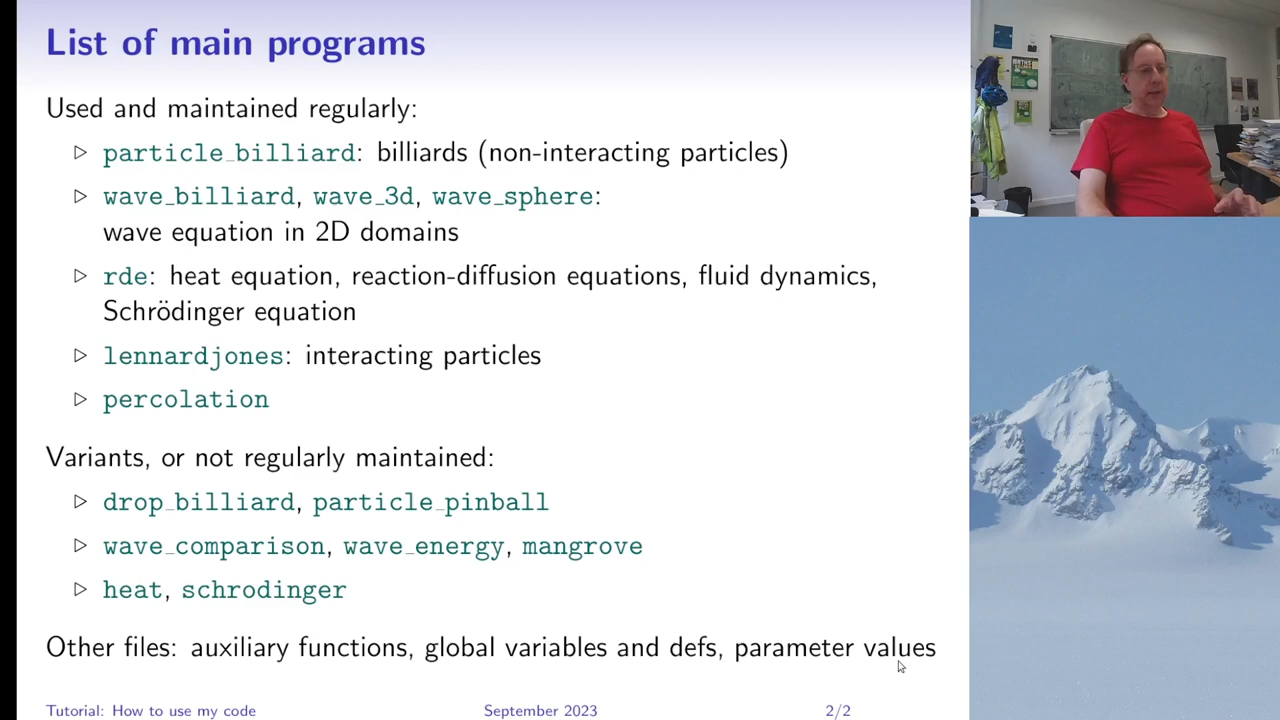 List of main programs
Used and maintained regularly:
▷ particle_billiard: billiards (non-interacting particles)
▷ wave_billiard, wave_3d, wave_sphere:
wave equation in 2D domains
▷ rde: heat equation, reaction-diffusion equations, fluid dynamics,
Schrödinger equation
▷ lennardjones: interacting particles
▷ percolation
Variants, or not regularly maintained:
▷ drop_billiard, particle_pinball
▷ wave_comparison, wave_energy, mangrove
▷ heat, schrodinger
Other files: auxiliary functions, global variables and defs, parameter values
Tutorial: How to use my code September 2023 2/2